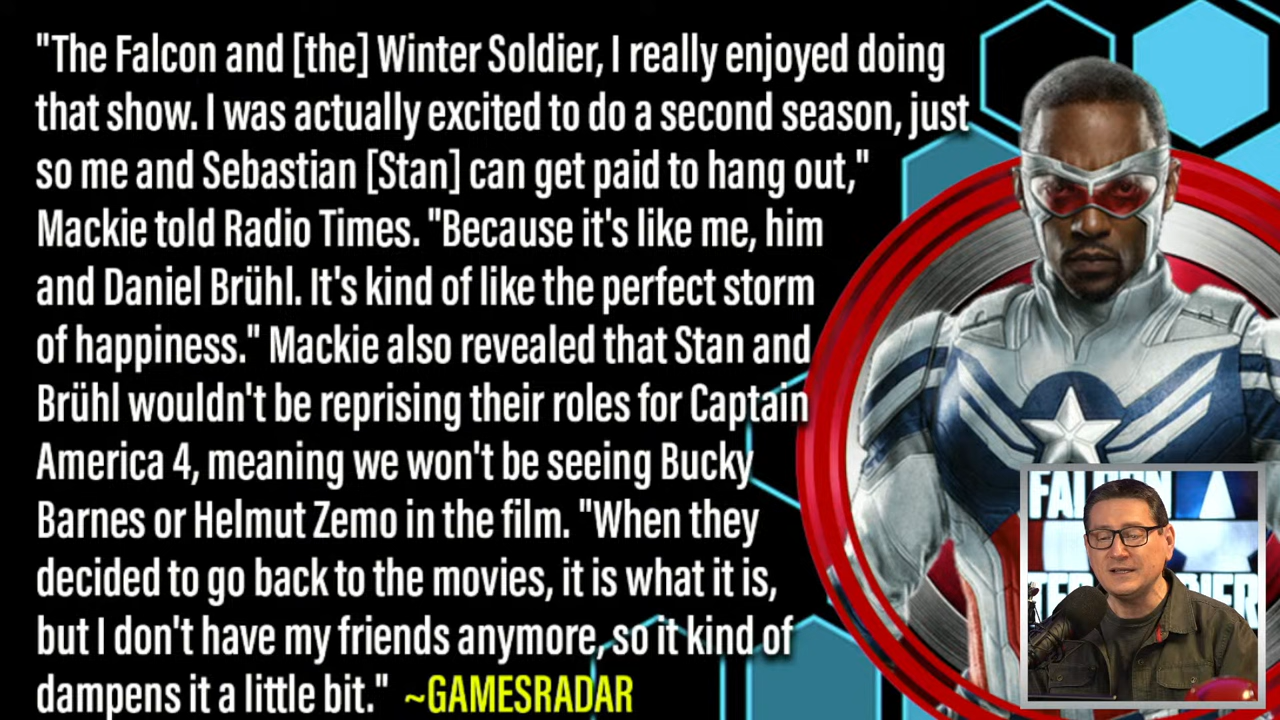 "The Falcon and [the] Winter Soldier, I really enjoyed doing
that show. I was actually excited to do a second season, just
so me and Sebastian [Stan] can get paid to hang out,"
Mackie told Radio Times. "Because it's like me, him
and Daniel Brühl. It's kind of like the perfect storm
of happiness." Mackie also revealed that Stan and
Brühl wouldn't be reprising their roles for Captain
America 4, meaning we won't be seeing Bucky
Barnes or Helmut Zemo in the film. "When they
decided to go back to the movies, it is what it is,
but I don't have my friends anymore, so it kind of
dampens it a little bit." ~GAMESRADAR